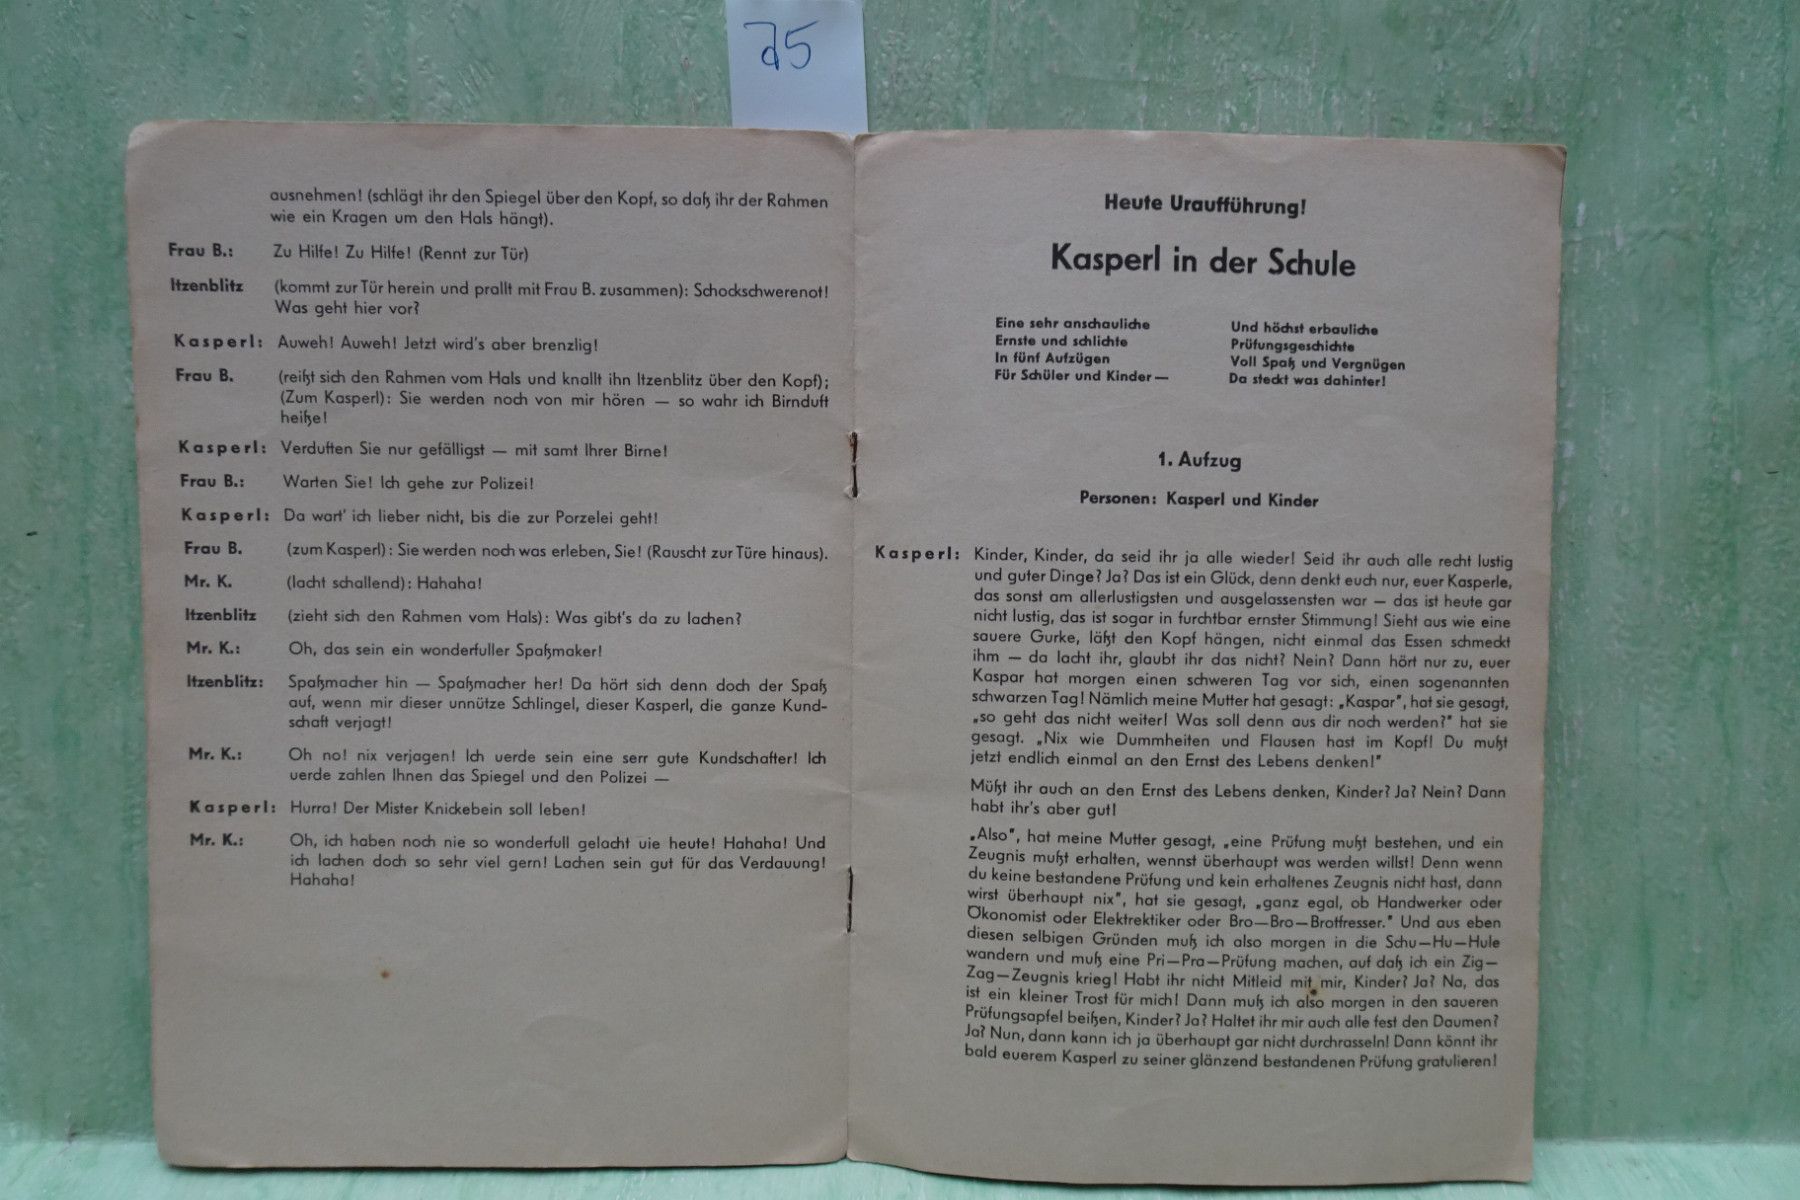 ausnehmen! (schlägt ihr den Spiegel über den Kopf, so daß ihr der Rahmen
wie ein Kragen um den Hals hängt).
Frau B.: Zu Hilfe! Zu Hilfe! (Rennt zur Tür)
Itzenblitz (kommt zur Tür herein und prallt mit Frau B. zusammen): Schockschwerenot!
Was geht hier vor?
Kasperl: Auweh! Auweh! Jetzt wird's aber brenzlig!
Frau B. (reißt sich den Rahmen vom Hals und knallt ihn Itzenblitz über den Kopf);
(Zum Kasperl): Sie werden noch von mir hören — so wahr ich Birnduft
heiße!
Kasperl: Verduften Sie nur gefälligst — mit samt Ihrer Birne!
Frau B.: Warten Sie! Ich gehe zur Polizei!
Kasperl: Da wart' ich lieber nicht, bis die zur Porzelei geht!
Frau B. (zum Kasperl): Sie werden noch was erleben, Sie! (Rauscht zur Türe hinaus).
Mr. K. (lacht schallend): Hahaha!
Itzenblitz (zieht sich den Rahmen vom Hals): Was gibt's da zu lachen?
Mr. K.: Oh, das sein ein wonderfuller Spaßmaker!
Itzenblitz: Spaßmacher hin — Spaßmacher her! Da hört sich denn doch der Spaß
auf, wenn mir dieser unnütze Schlingel, dieser Kasperl, die ganze Kund-
schaft verjagt!
Mr. K.: Oh no! nix verjagen! Ich uerde sein eine serr gute Kundschafter! Ich
uerde zahlen Ihnen das Spiegel und den Polizei —
Kasperl: Hurra! Der Mister Knickebein soll leben!
Mr. K.: Oh, ich haben noch nie so wonderfull gelacht uie heute! Hahaha! Und
ich lachen doch so sehr viel gern! Lachen sein gut für das Verdauung!
Hahaha!
Heute Uraufführung!
Kasperl in der Schule
Eine sehr anschauliche
Ernste und schlichte
In fünf Aufzügen
Für Schüler und Kinder —
Und höchst erbauliche
Prüfungsgeschichte
Voll Spaß und Vergnügen
Da steckt was dahinter!
1. Aufzug
Personen: Kasperl und Kinder
Kasperl: Kinder, Kinder, da seid ihr ja alle wieder! Seid ihr auch alle recht lustig
und guter Dinge? Ja? Das ist ein Glück, denn denkt euch nur, euer Kasperle,
das sonst am allerlustigsten und ausgelassensten war — das ist heute gar
nicht lustig, das ist sogar in furchtbar ernster Stimmung! Sieht aus wie eine
sauere Gurke, läßt den Kopf hängen, nicht einmal das Essen schmeckt
ihm — da lacht ihr, glaubt ihr das nicht? Nein? Dann hört nur zu, euer
Kaspar hat morgen einen schweren Tag vor sich, einen sogenannten
schwarzen Tag! Nämlich meine Mutter hat gesagt: „Kaspar", hat sie gesagt,
„so geht das nicht weiter! Was soll denn aus dir noch werden?" hat sie
gesagt. „Nix wie Dummheiten und Flausen hast im Kopf! Du mußt
jetzt endlich einmal an den Ernst des Lebens denken!"
Müßt ihr auch an den Ernst des Lebens denken, Kinder? Ja? Nein? Dann
habt ihr's aber gut!
„Also", hat meine Mutter gesagt, „eine Prüfung mußt bestehen, und ein
Zeugnis mußt erhalten, wennst überhaupt was werden willst! Denn wenn
du keine bestandene Prüfung und kein erhaltenes Zeugnis nicht hast, dann
wirst überhaupt nix", hat sie gesagt, „ganz egal, ob Handwerker oder
Ökonomist oder Elektrektiker oder Bro—Bro—Brotfresser." Und aus eben
diesen selbigen Gründen muß ich also morgen in die Schu—Hu—Hule
wandern und muß eine Pri—Pra—Prüfung machen, auf daß ich ein Zig—
Zag—Zeugnis krieg! Habt ihr nicht Mitleid mit mir, Kinder? Ja? Na, das
ist ein kleiner Trost für mich! Dann muß ich also morgen in den saueren
Prüfungsapfel beißen, Kinder? Ja? Haltet ihr mir auch alle fest den Daumen?
Ja? Nun, dann kann ich ja überhaupt gar nicht durchrasseln! Dann könnt ihr
bald euerem Kasperl zu seiner glänzend bestandenen Prüfung gratulieren!